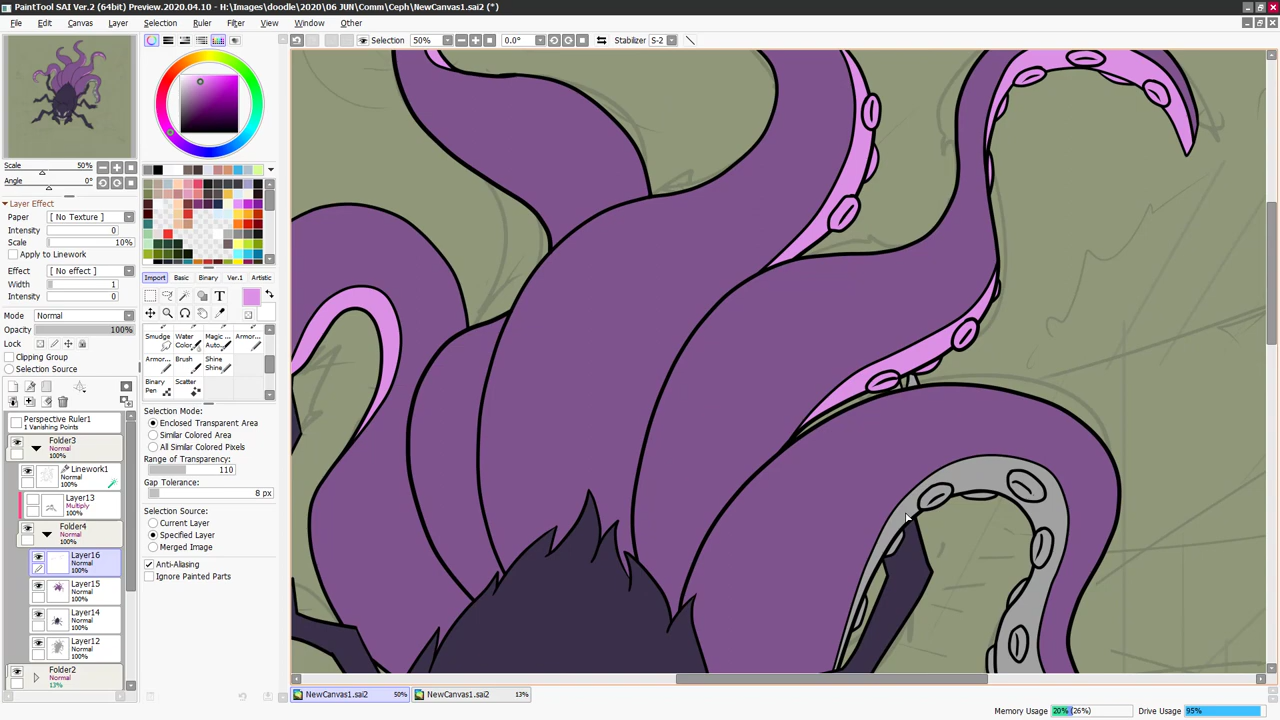 PaintTool SAI Ver.2 (64bit) Preview.2020.04.10 - H:\Images\doodle\2020\06 JUN\Comm\Ceph\NewCanvas1.sai2 (*)
File Edit Canvas Layer Selection Ruler Filter View Window Other
Selection 50% 0.0° Stabilizer S-2
Scale 50%
Angle 0°
Layer Effect
Paper [ No Texture ]
Intensity 0
Scale 10%
Apply to Linework
Effect [ No effect ]
Width 1
Intensity 0
Mode Normal
Opacity 100%
Lock
Clipping Group
Selection Source
Perspective Ruler1
1 Vanishing Points
Folder3
Normal
100%
Linework1
Normal
100%
Layer13
Multiply
100%
Folder4
Normal
100%
Layer16
Normal
100%
Layer15
Normal
100%
Layer14
Normal
100%
Layer12
Normal
100%
Folder2
Normal
13%
Import Basic Binary Ver.1 Artistic
T
Smudge Water Color... Magic ... Auto... Armor...
Armor... Brush Shine Shine
Binary Pen Scatter
Selection Mode:
Enclosed Transparent Area
Similar Colored Area
All Similar Colored Pixels
Range of Transparency:
110
Gap Tolerance:
8 px
Selection Source:
Current Layer
Specified Layer
Merged Image
Anti-Aliasing
Ignore Painted Parts
NewCanvas1.sai2 50% NewCanvas1.sai2 13%
Memory Usage 20% (26%) Drive Usage 95%